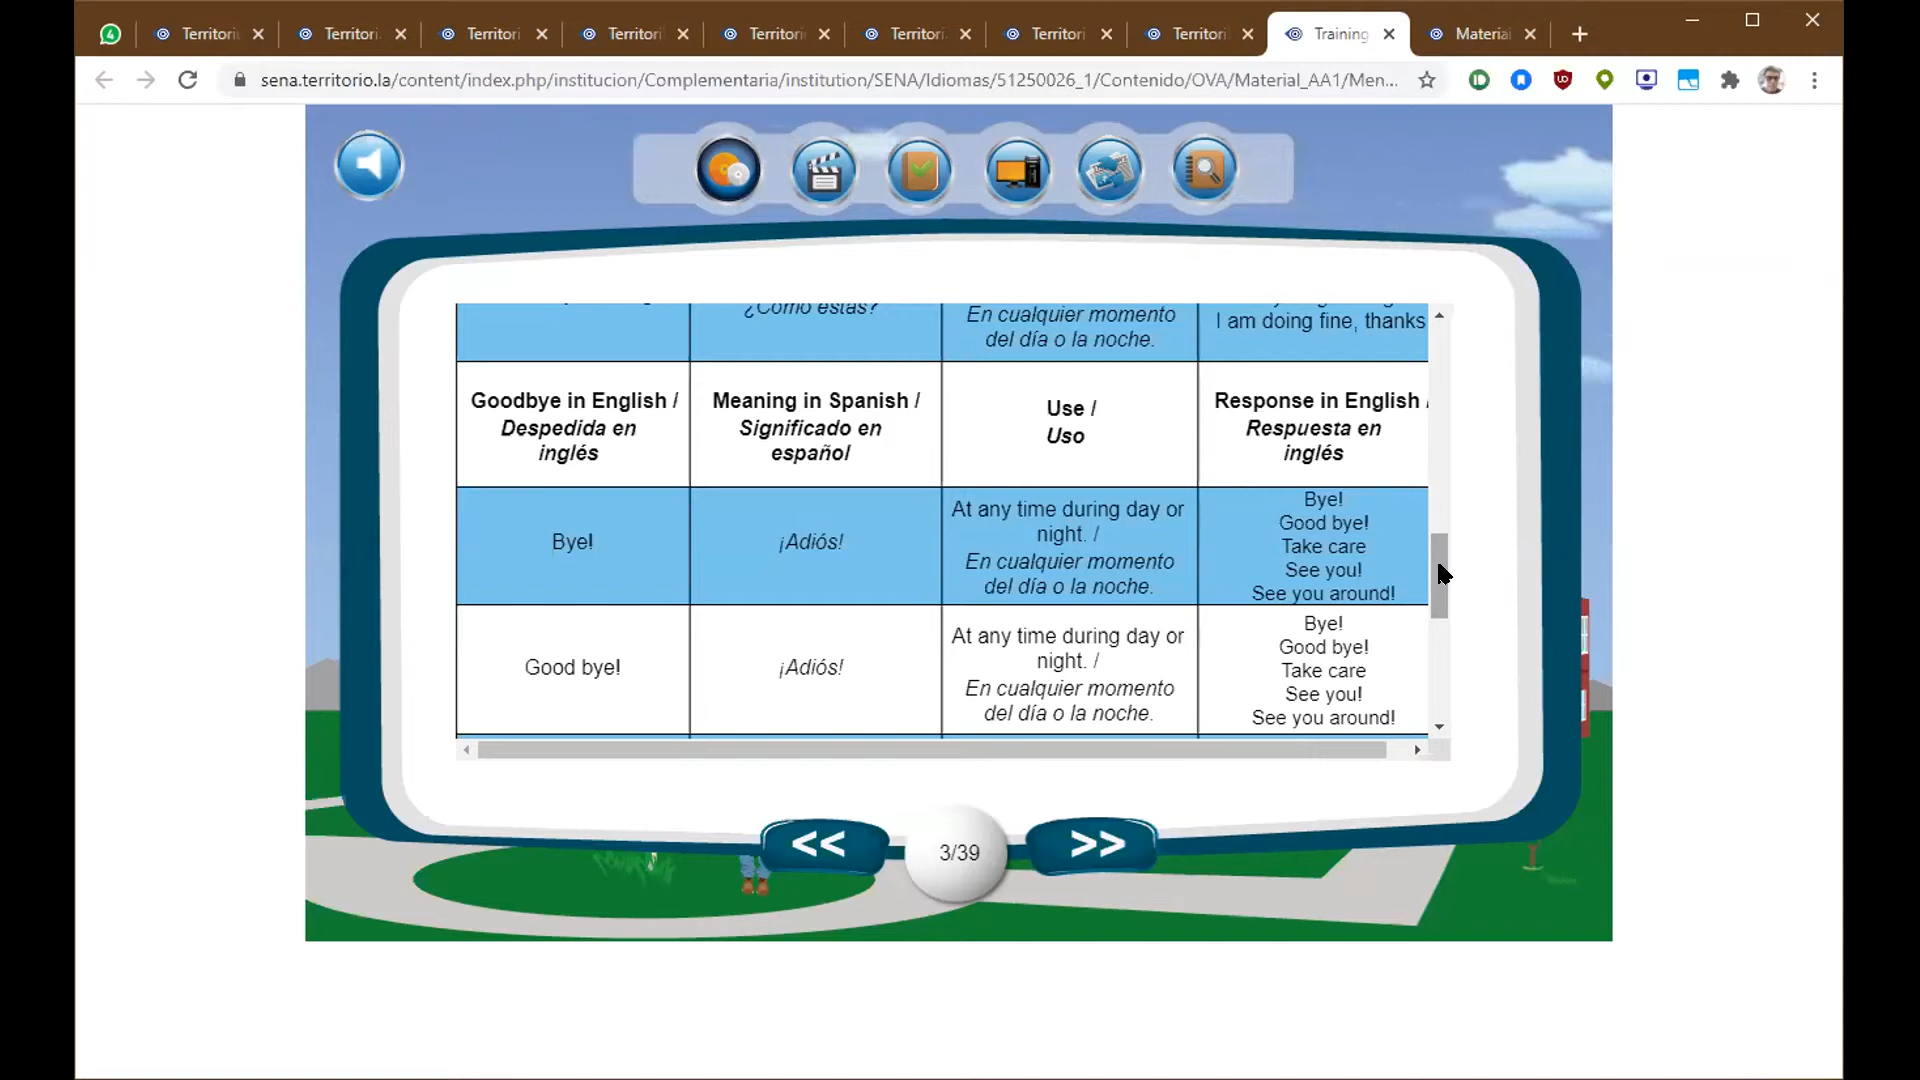 4
Territori
Territori
Territori
Territori
Territori
Territori
Territori
Territori
Training
Material
sena.territorio.la/content/index.php/institucion/Complementaria/institution/SENA/Idiomas/51250026_1/Contenido/OVA/Material_AA1/Men...
¿Cómo estás?
En cualquier momento
del día o la noche.
I am doing fine, thanks
Goodbye in English /
Despedida en
inglés
Meaning in Spanish /
Significado en
español
Use /
Uso
Response in English /
Respuesta en
inglés
Bye!
¡Adiós!
At any time during day or
night. /
En cualquier momento
del día o la noche.
Bye!
Good bye!
Take care
See you!
See you around!
Good bye!
¡Adiós!
At any time during day or
night. /
En cualquier momento
del día o la noche.
Bye!
Good bye!
Take care
See you!
See you around!
<< 3/39 >>